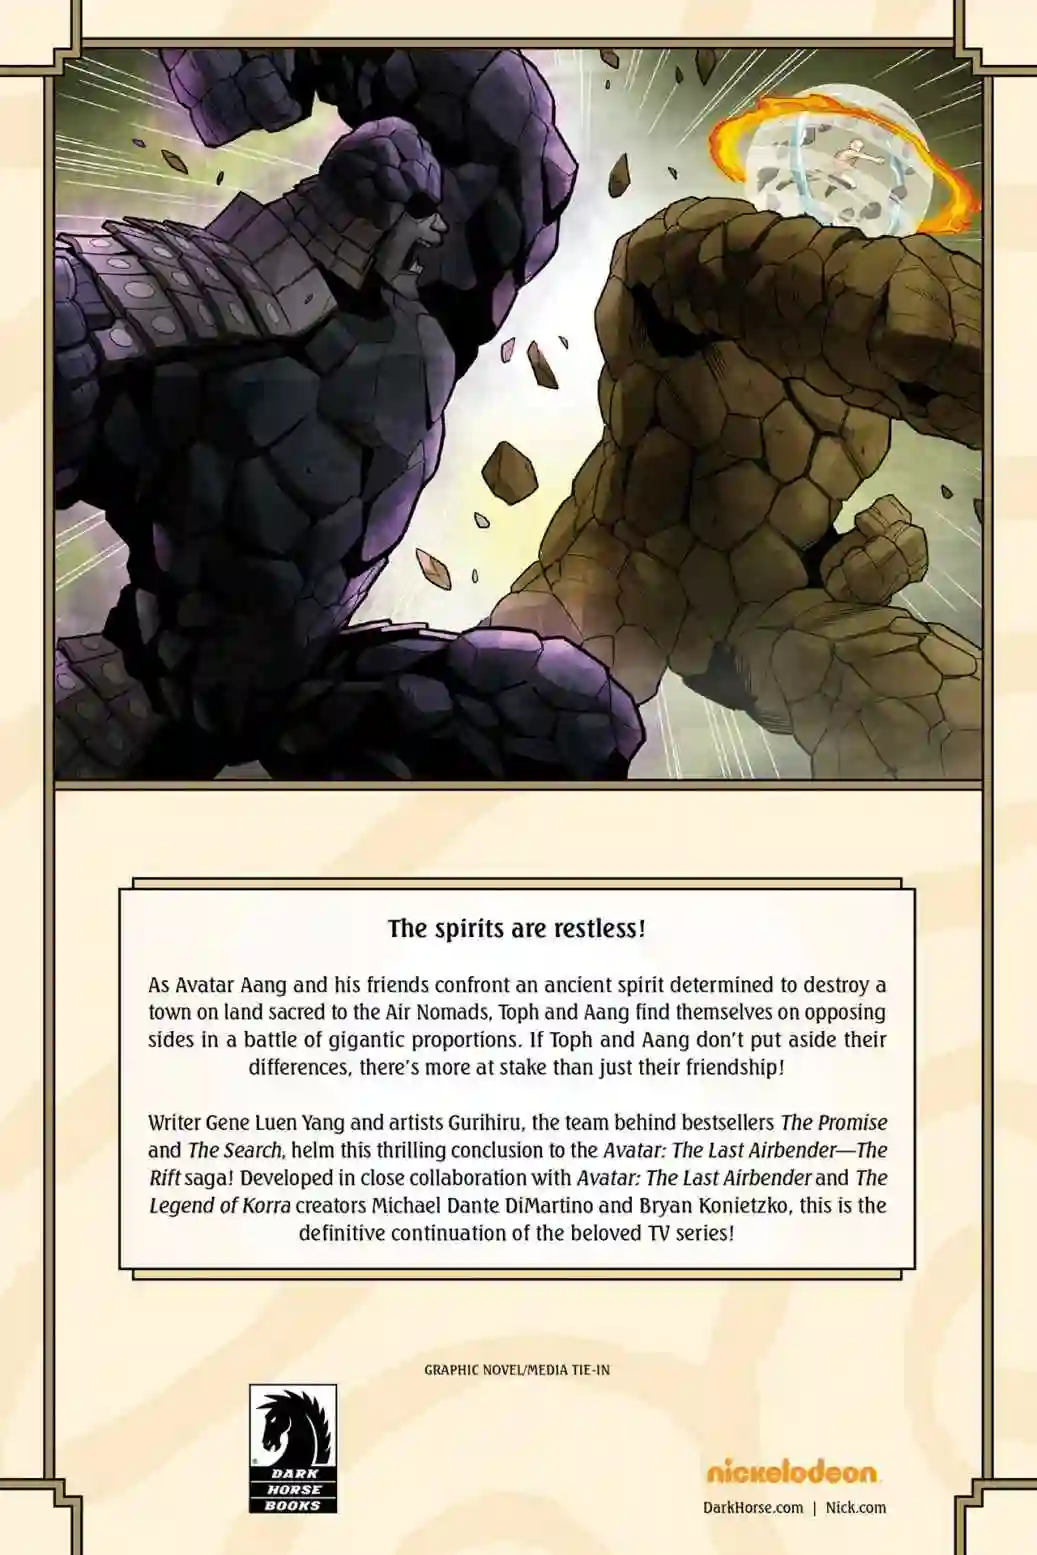 The spirits are restless!
As Avatar Aang and his friends confront an ancient spirit determined to destroy a
town on land sacred to the Air Nomads, Toph and Aang find themselves on opposing
sides in a battle of gigantic proportions. If Toph and Aang don't put aside their
differences, there's more at stake than just their friendship!
Writer Gene Luen Yang and artists Gurihiru, the team behind bestsellers The Promise
and The Search, helm this thrilling conclusion to the Avatar: The Last Airbender—The
Rift saga! Developed in close collaboration with Avatar: The Last Airbender and The
Legend of Korra creators Michael Dante DiMartino and Bryan Konietzko, this is the
definitive continuation of the beloved TV series!
GRAPHIC NOVEL/MEDIA TIE-IN
DARK
HORSE
BOOKS
nickelodeon
DarkHorse.com | Nick.com